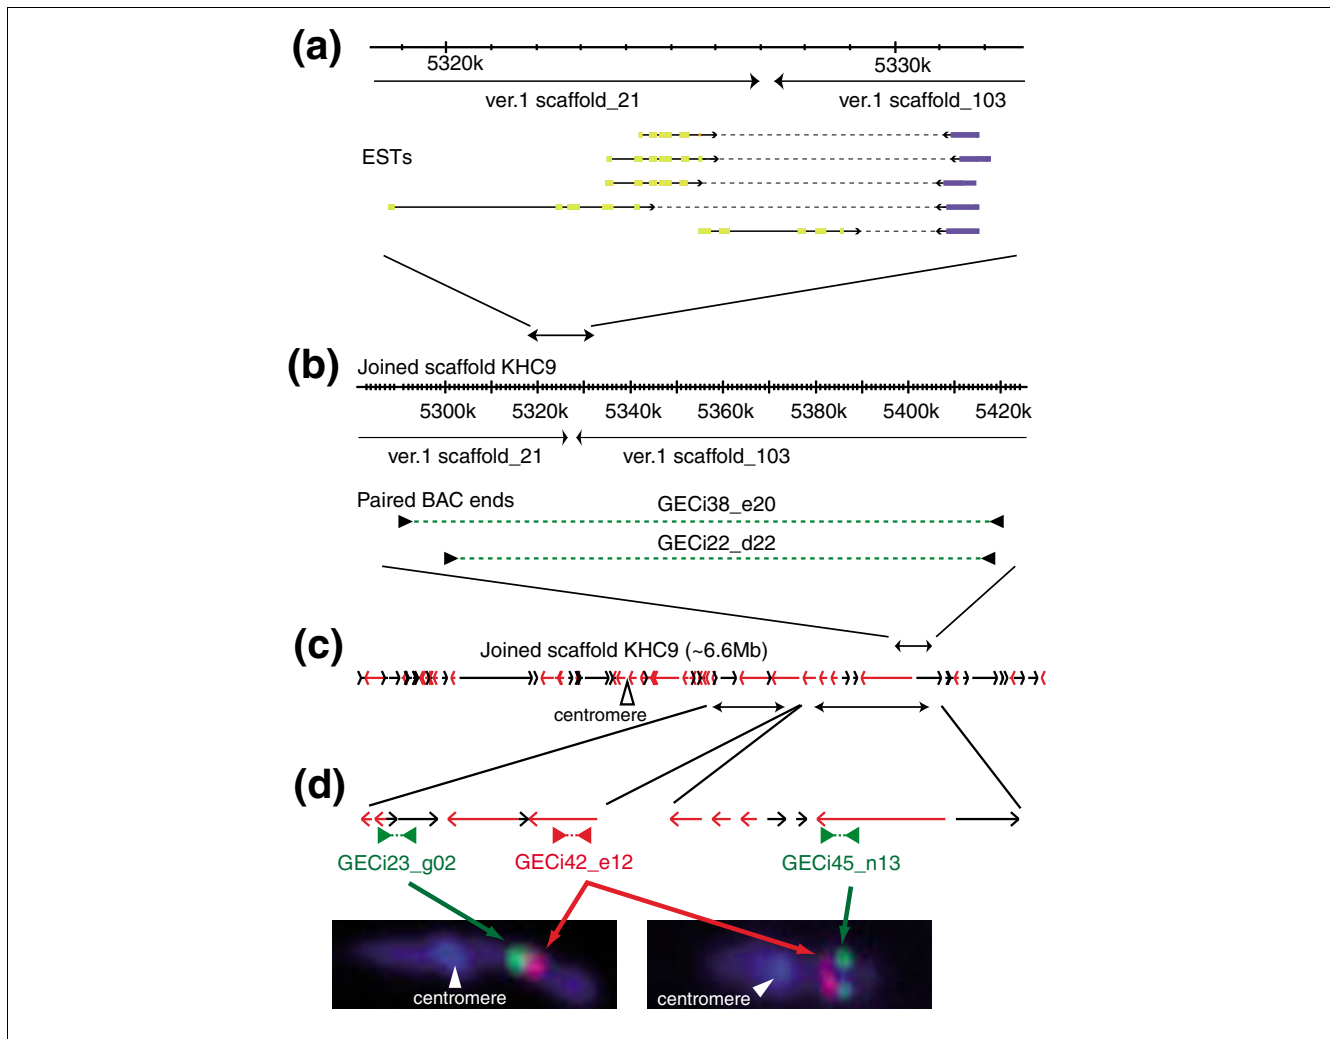 (a)
5320k 5330k
ver.1 scaffold_21 ver.1 scaffold_103
ESTs
(b)
Joined scaffold KHC9
5300k 5320k 5340k 5360k 5380k 5400k 5420k
ver.1 scaffold_21 ver.1 scaffold_103
Paired BAC ends
GECi38_e20
GECi22_d22
(c)
Joined scaffold KHC9 (~6.6Mb)
centromere
(d)
GECi23_g02 GECi42_e12 GECi45_n13
centromere centromere